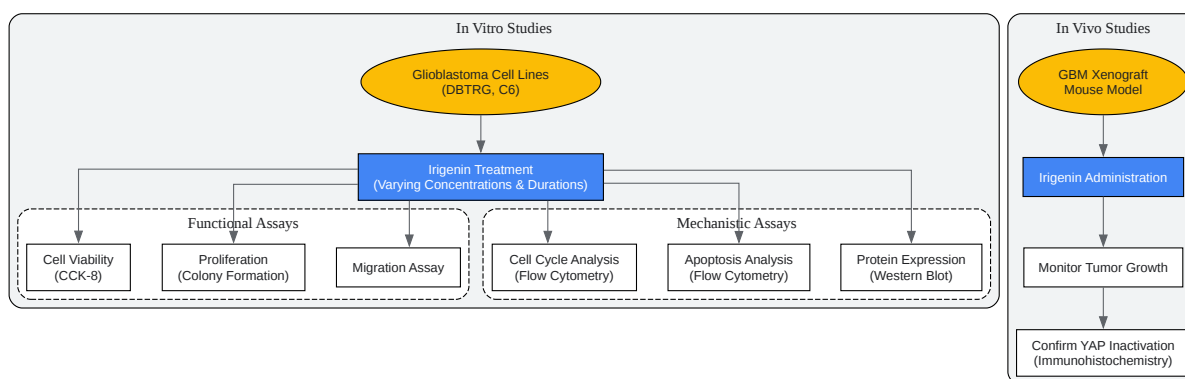 In Vitro Studies
Glioblastoma Cell Lines
(DBTRG, C6)
Irigenin Treatment
(Varying Concentrations & Durations)
Functional Assays
Cell Viability
(CCK-8)
Proliferation
(Colony Formation)
Migration Assay
Mechanistic Assays
Cell Cycle Analysis
(Flow Cytometry)
Apoptosis Analysis
(Flow Cytometry)
Protein Expression
(Western Blot)
In Vivo Studies
GBM Xenograft
Mouse Model
Irigenin Administration
Monitor Tumor Growth
Confirm YAP Inactivation
(Immunohistochemistry)